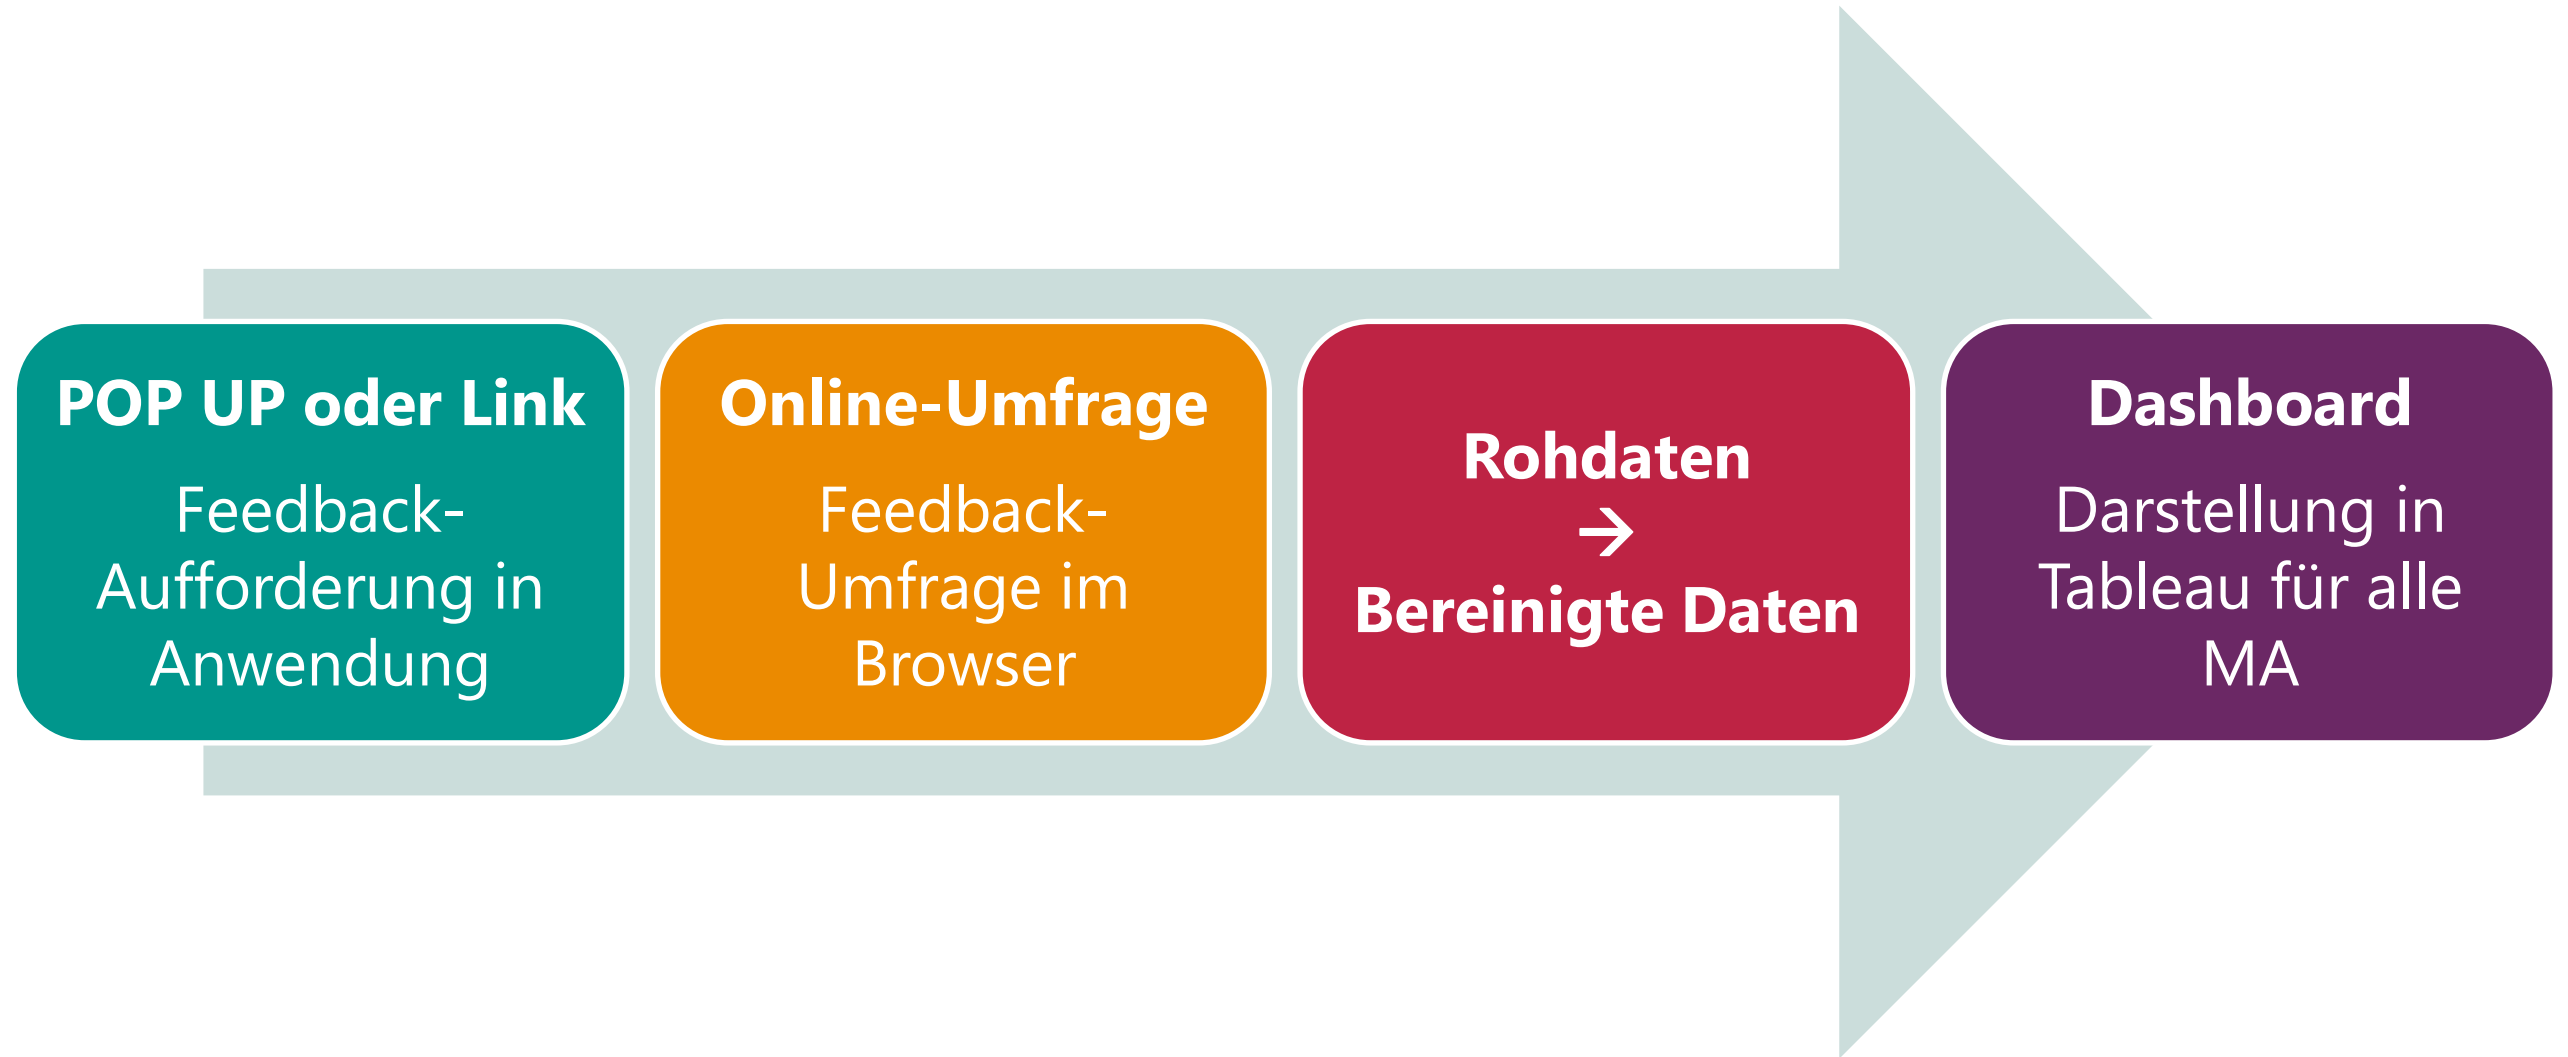 POP UP oder Link
Feedback-
Aufforderung in
Anwendung
Online-Umfrage
Feedback-
Umfrage im
Browser
Rohdaten
→
Bereinigte Daten
Dashboard
Darstellung in
Tableau für alle
MA